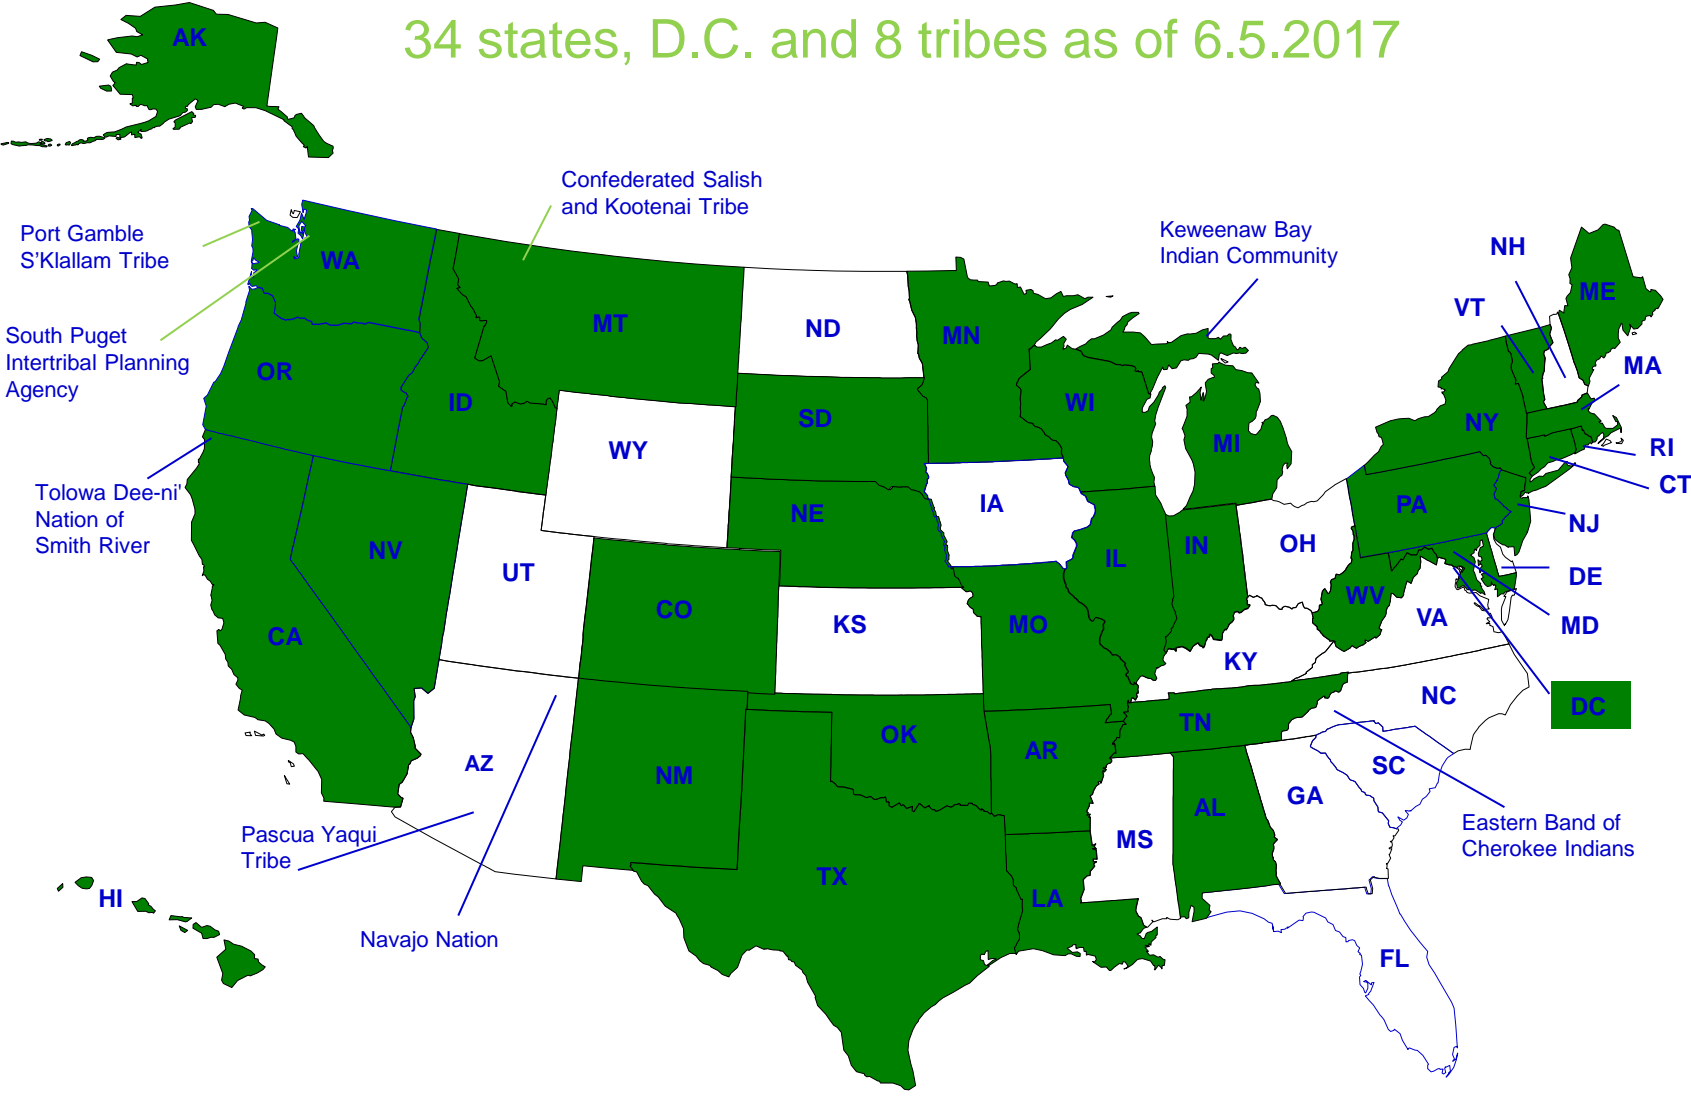 34 states, D.C. and 8 tribes as of 6.5.2017
AK
Confederated Salish
and Kootenai Tribe
Port Gamble
S'Klallam Tribe
Keweenaw Bay
Indian Community
NH
VT
ME
MA
WA
MT
ND
MN
South Puget
Intertribal Planning
Agency
OR
ID
SD
WI
MI
NY
RI
CT
WY
Tolowa Dee-ni'
Nation of
Smith River
NV
NE
IA
IL
IN
OH
PA
NJ
DE
MD
UT
CO
KS
MO
WV
VA
CA
KY
NC
DC
AZ
NM
OK
AR
TN
SC
GA
AL
MS
Eastern Band of
Cherokee Indians
Pascua Yaqui
Tribe
TX
LA
HI
Navajo Nation
FL